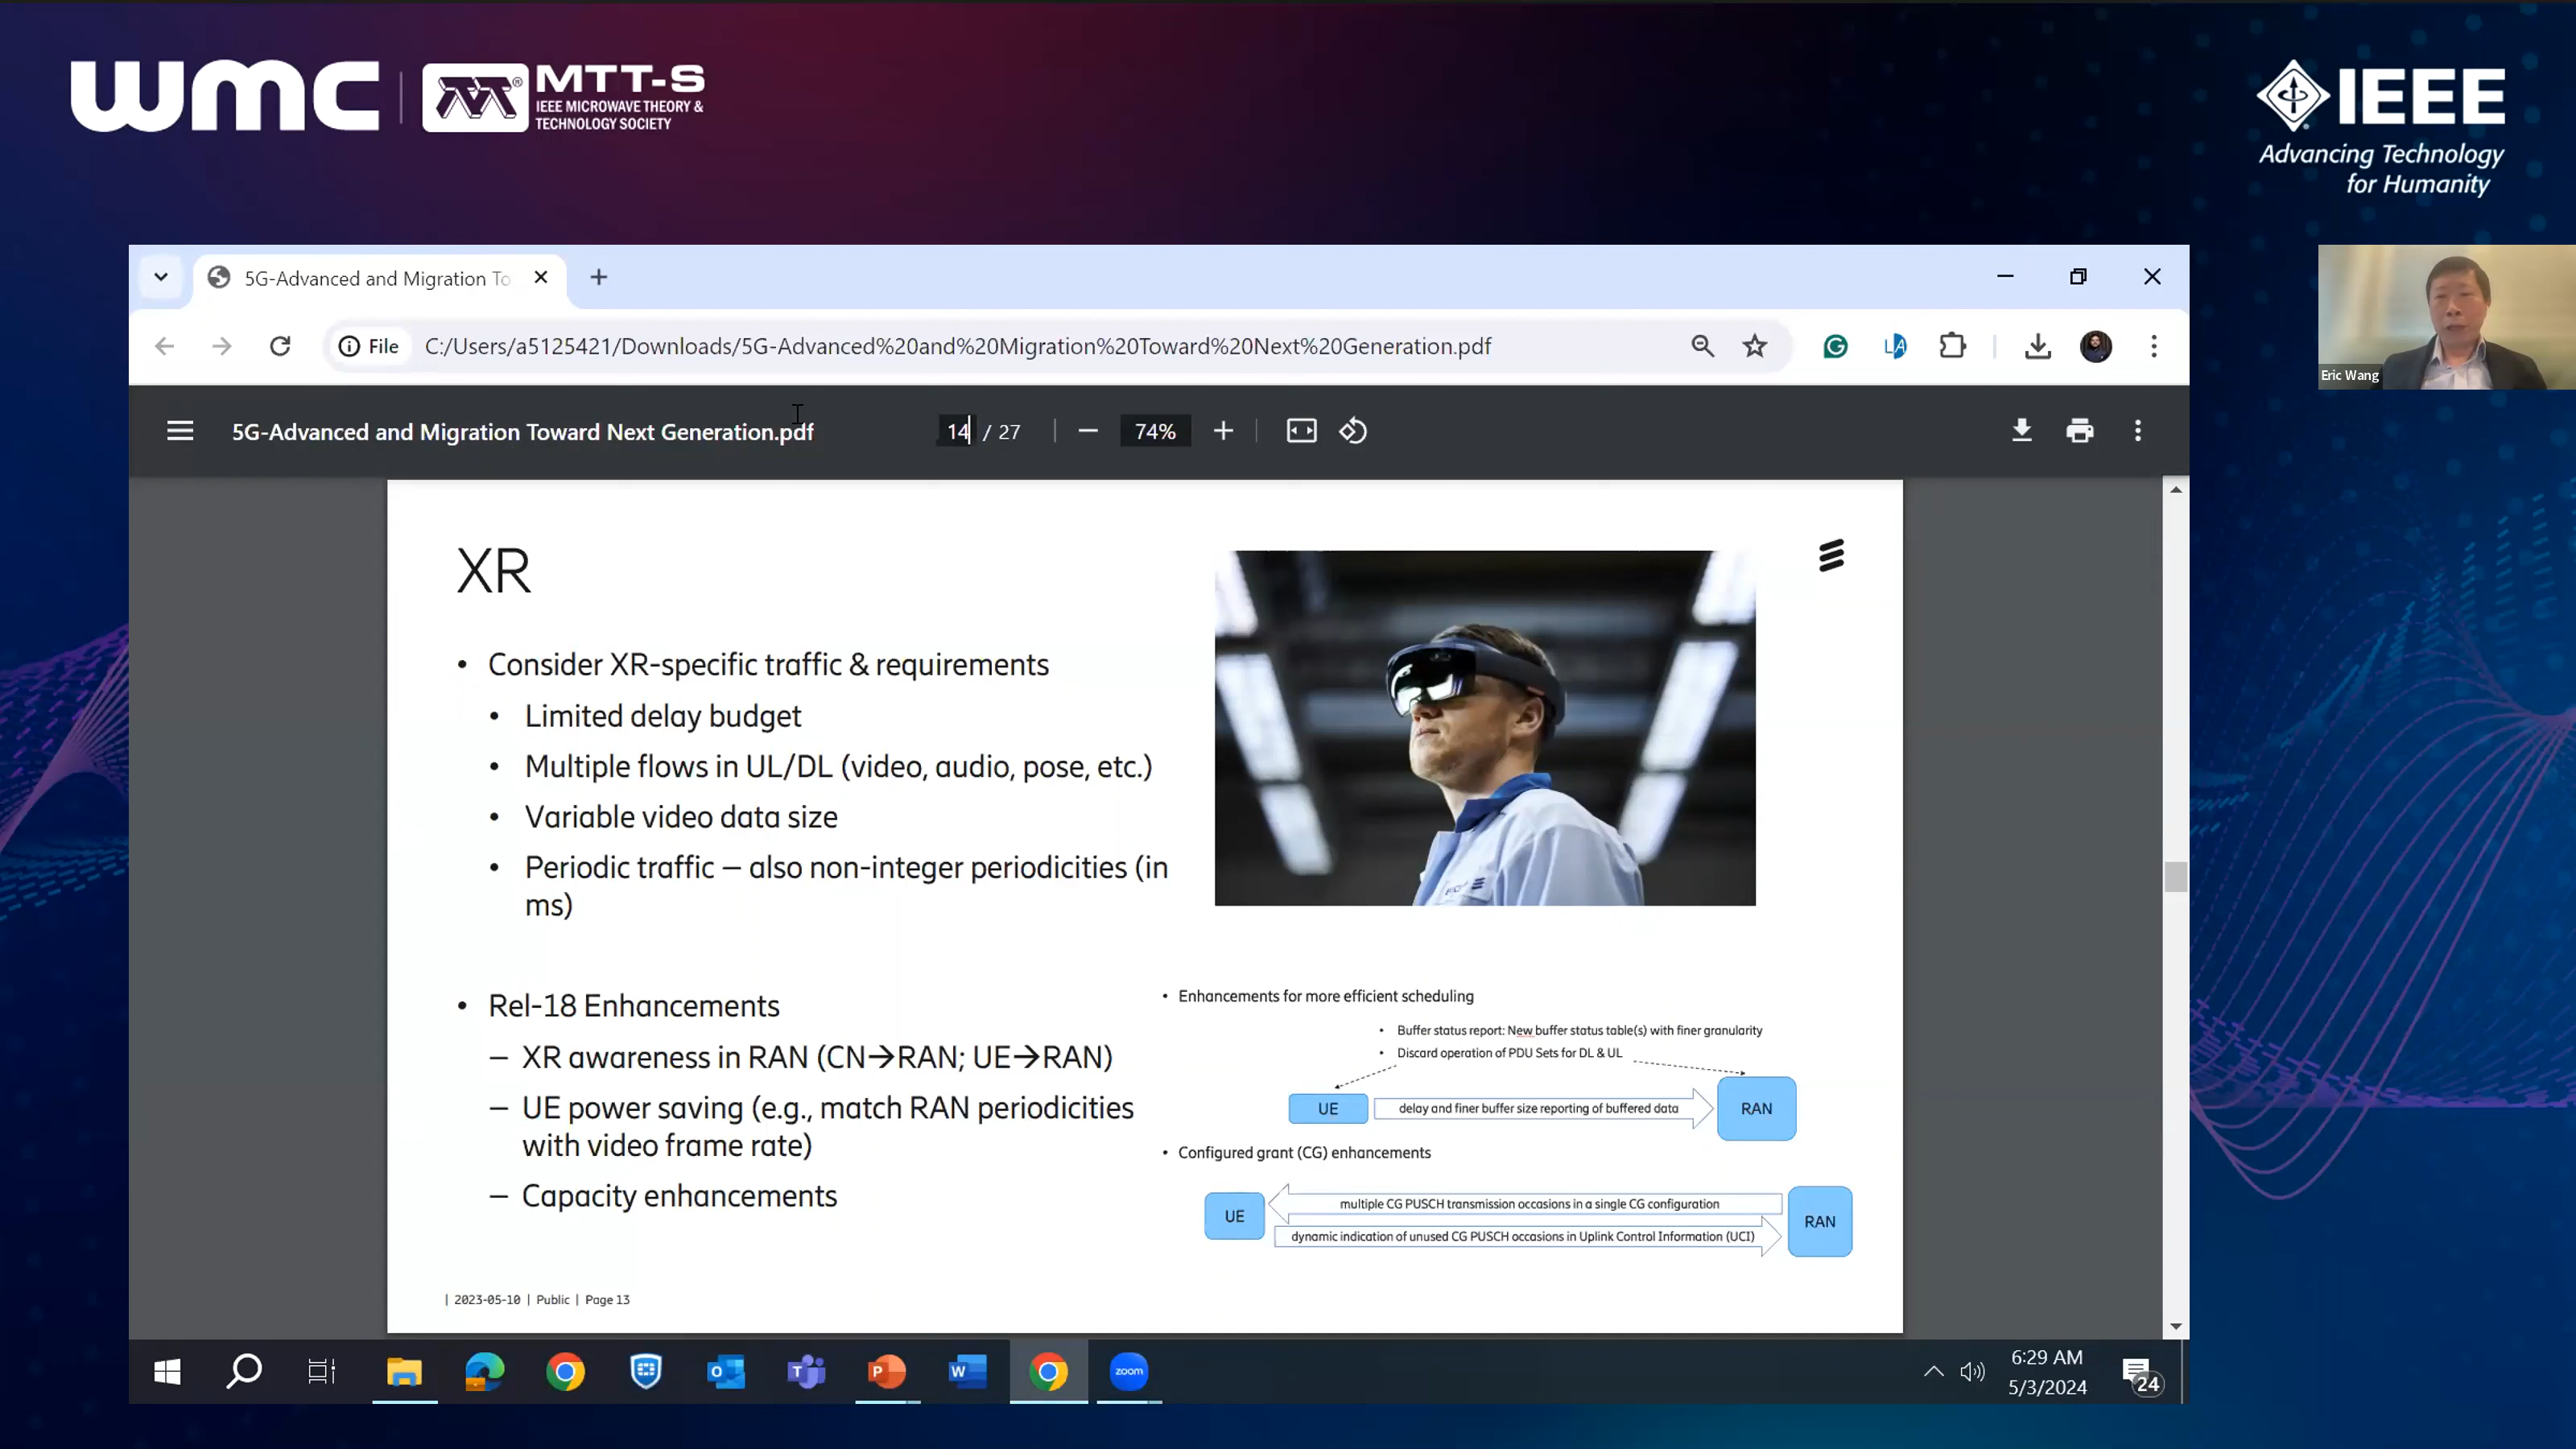 wmc
MTT-S
IEEE MICROWAVE THEORY &
TECHNOLOGY SOCIETY
IEEE
Advancing Technology
for Humanity
5G-Advanced and Migration To
File
C:/Users/a5125421/Downloads/5G-Advanced%20and%20Migration%20Toward%20Next%20Generation.pdf
Eric Wang
5G-Advanced and Migration Toward Next Generation.pdf
14 / 27
74%
XR
• Consider XR-specific traffic & requirements
• Limited delay budget
• Multiple flows in UL/DL (video, audio, pose, etc.)
• Variable video data size
• Periodic traffic – also non-integer periodicities (in
ms)
• Rel-18 Enhancements
– XR awareness in RAN (CN→RAN; UE→RAN)
– UE power saving (e.g., match RAN periodicities
with video frame rate)
– Capacity enhancements
• Enhancements for more efficient scheduling
• Buffer status report: New buffer status table(s) with finer granularity
• Discard operation of PDU Sets for DL & UL
UE
delay and finer buffer size reporting of buffered data
RAN
• Configured grant (CG) enhancements
UE
multiple CG PUSCH transmission occasions in a single CG configuration
dynamic indication of unused CG PUSCH occasions in Uplink Control Information (UCI)
RAN
| 2023-05-10 | Public | Page 13
zoom
6:29 AM
5/3/2024
24